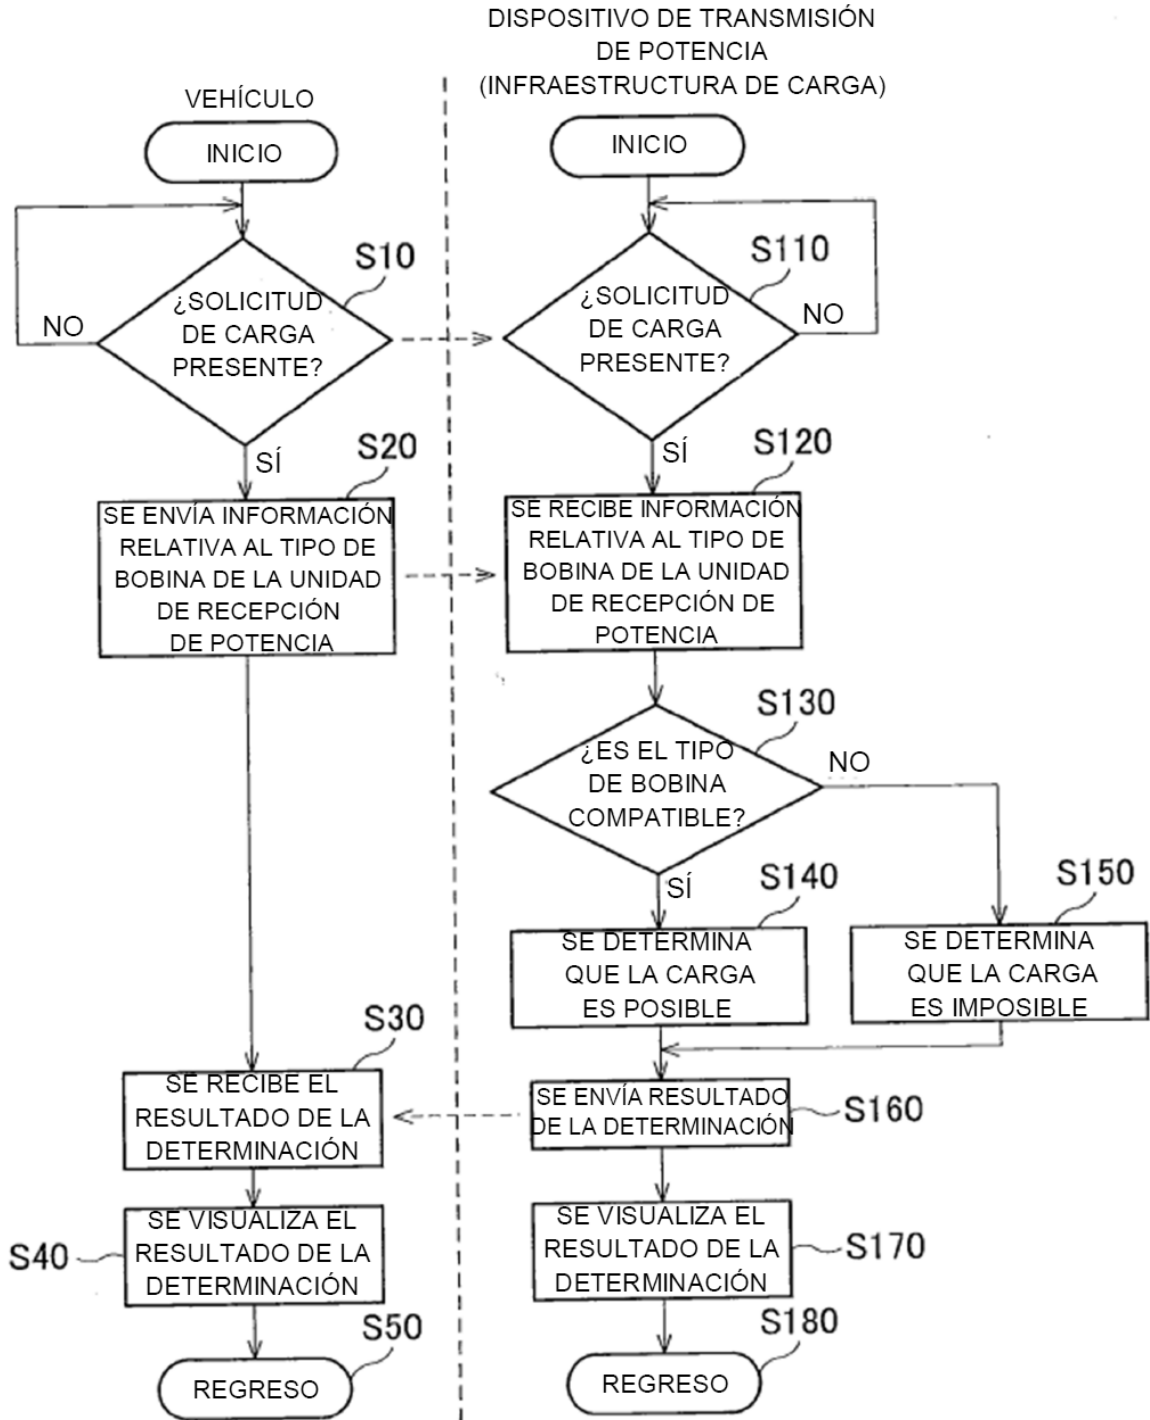 DISPOSITIVO DE TRANSMISIÓN
DE POTENCIA
(INFRAESTRUCTURA DE CARGA)
VEHÍCULO
INICIO
S10
¿SOLICITUD
DE CARGA
PRESENTE?
NO
SÍ
S20
SE ENVÍA INFORMACIÓN
RELATIVA AL TIPO DE
BOBINA DE LA UNIDAD
DE RECEPCIÓN
DE POTENCIA
S30
SE RECIBE EL
RESULTADO DE LA
DETERMINACIÓN
S40
SE VISUALIZA EL
RESULTADO DE LA
DETERMINACIÓN
S50
REGRESO
INICIO
S110
¿SOLICITUD
DE CARGA
PRESENTE?
NO
SÍ
S120
SE RECIBE INFORMACIÓN
RELATIVA AL TIPO DE
BOBINA DE LA UNIDAD
DE RECEPCIÓN DE
POTENCIA
S130
¿ES EL TIPO
DE BOBINA
COMPATIBLE?
NO
SÍ
S140
SE DETERMINA
QUE LA CARGA
ES POSIBLE
S150
SE DETERMINA
QUE LA CARGA
ES IMPOSIBLE
SE ENVÍA RESULTADO
DE LA DETERMINACIÓN
S160
SE VISUALIZA EL
RESULTADO DE LA
DETERMINACIÓN
S170
S180
REGRESO